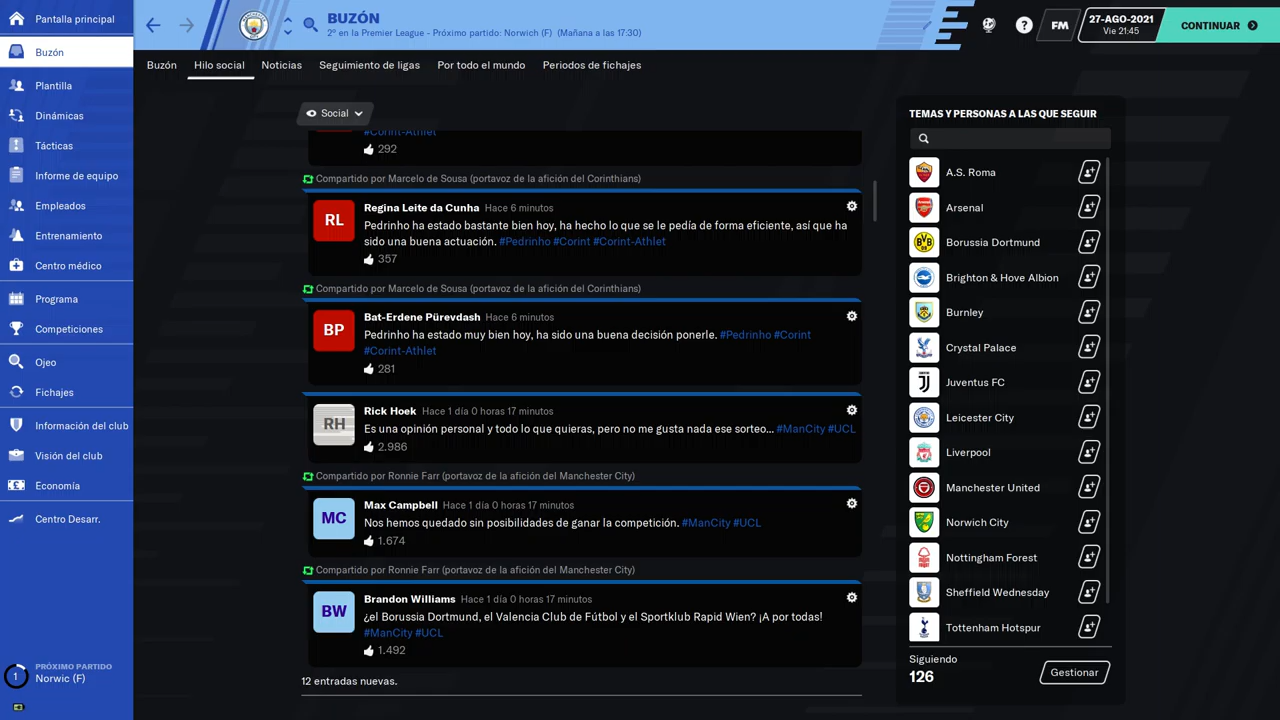 Pantalla principal
Buzón
Plantilla
Dinámicas
Tácticas
Informe de equipo
Empleados
Entrenamiento
Centro médico
Programa
Competiciones
Ojeo
Fichajes
Información del club
Visión del club
Economía
Centro Desarr.
1
PRÓXIMO PARTIDO
Norwic (F)
BUZÓN
2º en la Premier League - Próximo partido: Norwich (F) (Mañana a las 17:30)
FM
27-AGO-2021
Vie 21:45
CONTINUAR
Buzón
Hilo social
Noticias
Seguimiento de ligas
Por todo el mundo
Periodos de fichajes
Social
#Corint-Athlet
292
Compartido por Marcelo de Sousa (portavoz de la afición del Corinthians)
RL
Regina Leite da Cunha Hace 6 minutos
Pedrinho ha estado bastante bien hoy, ha hecho lo que se le pedía de forma eficiente, así que ha
sido una buena actuación. #Pedrinho #Corint #Corint-Athlet
357
Compartido por Marcelo de Sousa (portavoz de la afición del Corinthians)
BP
Bat-Erdene Pürevdash Hace 6 minutos
Pedrinho ha estado muy bien hoy, ha sido una buena decisión ponerle. #Pedrinho #Corint
#Corint-Athlet
281
RH
Rick Hoek Hace 1 día 0 horas 17 minutos
Es una opinión personal y todo lo que quieras, pero no me gusta nada ese sorteo... #ManCity #UCL
2.986
Compartido por Ronnie Farr (portavoz de la afición del Manchester City)
MC
Max Campbell Hace 1 día 0 horas 17 minutos
Nos hemos quedado sin posibilidades de ganar la competición. #ManCity #UCL
1.674
Compartido por Ronnie Farr (portavoz de la afición del Manchester City)
BW
Brandon Williams Hace 1 día 0 horas 17 minutos
¿el Borussia Dortmund, el Valencia Club de Fútbol y el Sportklub Rapid Wien? ¡A por todas!
#ManCity #UCL
1.492
12 entradas nuevas.
TEMAS Y PERSONAS A LAS QUE SEGUIR
A.S. Roma
Arsenal
Borussia Dortmund
Brighton & Hove Albion
Burnley
Crystal Palace
Juventus FC
Leicester City
Liverpool
Manchester United
Norwich City
Nottingham Forest
Sheffield Wednesday
Tottenham Hotspur
Siguiendo
126
Gestionar